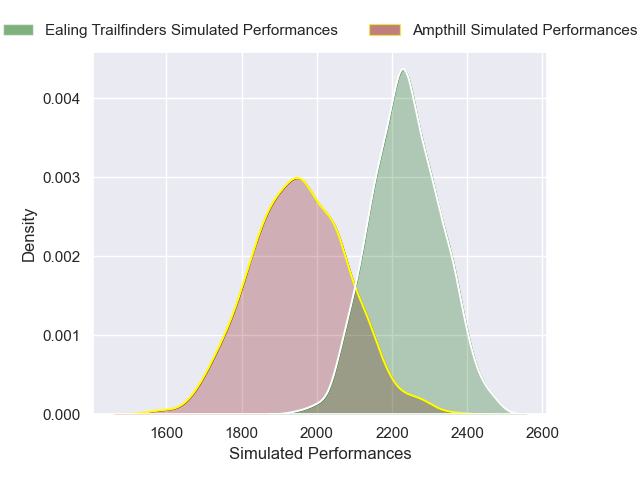 Ealing Trailfinders Simulated Performances Ampthill Simulated Performances
0.004
0.003
0.002
0.001
0.000
Density
1600 1800 2000 2200 2400 2600
Simulated Performances